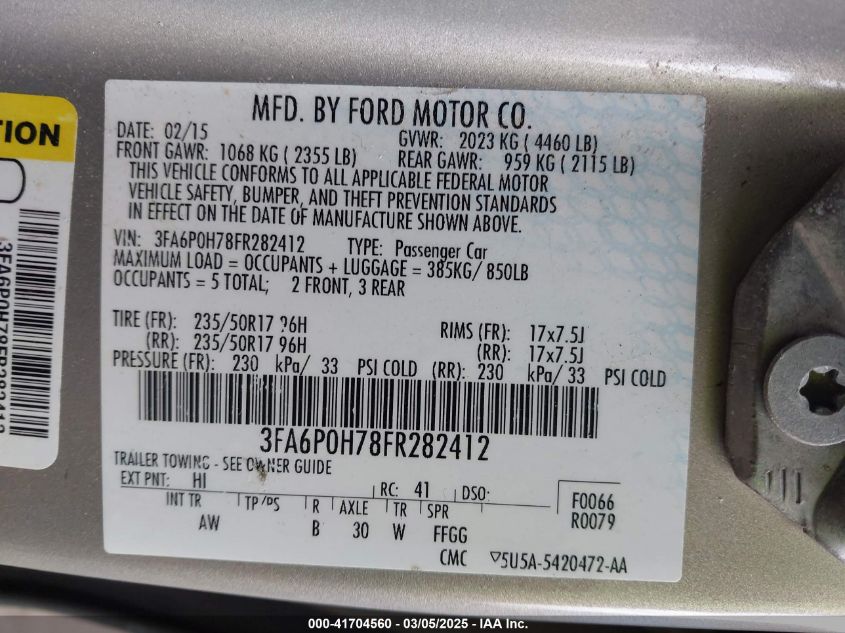 MFD. BY FORD MOTOR CO.
DATE: 02/15 GVWR: 2023 KG ( 4460 LB)
FRONT GAWR: 1068 KG ( 2355 LB) REAR GAWR: 959 KG ( 2115 LB)
THIS VEHICLE CONFORMS TO ALL APPLICABLE FEDERAL MOTOR
VEHICLE SAFETY, BUMPER, AND THEFT PREVENTION STANDARDS
IN EFFECT ON THE DATE OF MANUFACTURE SHOWN ABOVE.
VIN: 3FA6P0H78FR282412 TYPE: Passenger Car
MAXIMUM LOAD = OCCUPANTS + LUGGAGE = 385KG/ 850LB
OCCUPANTS = 5 TOTAL; 2 FRONT, 3 REAR
TIRE (FR): 235/50R17 96H RIMS (FR): 17x7.5J
(RR): 235/50R17 96H (RR): 17x7.5J
PRESSURE (FR): 230 kPa/ 33 PSI COLD (RR): 230 kPa/ 33 PSI COLD
3FA6P0H78FR282412
TRAILER TOWING - SEE OWNER GUIDE
EXT PNT: HI RC: 41 DSO: F0066
INT TR TP/PS R AXLE TR SPR R0079
AW B 30 W FFGG
CMC ▽5U5A-5420472-AA
TION
3FA6P0H78FR282412
000-41704560 - 03/05/2025 - IAA Inc.